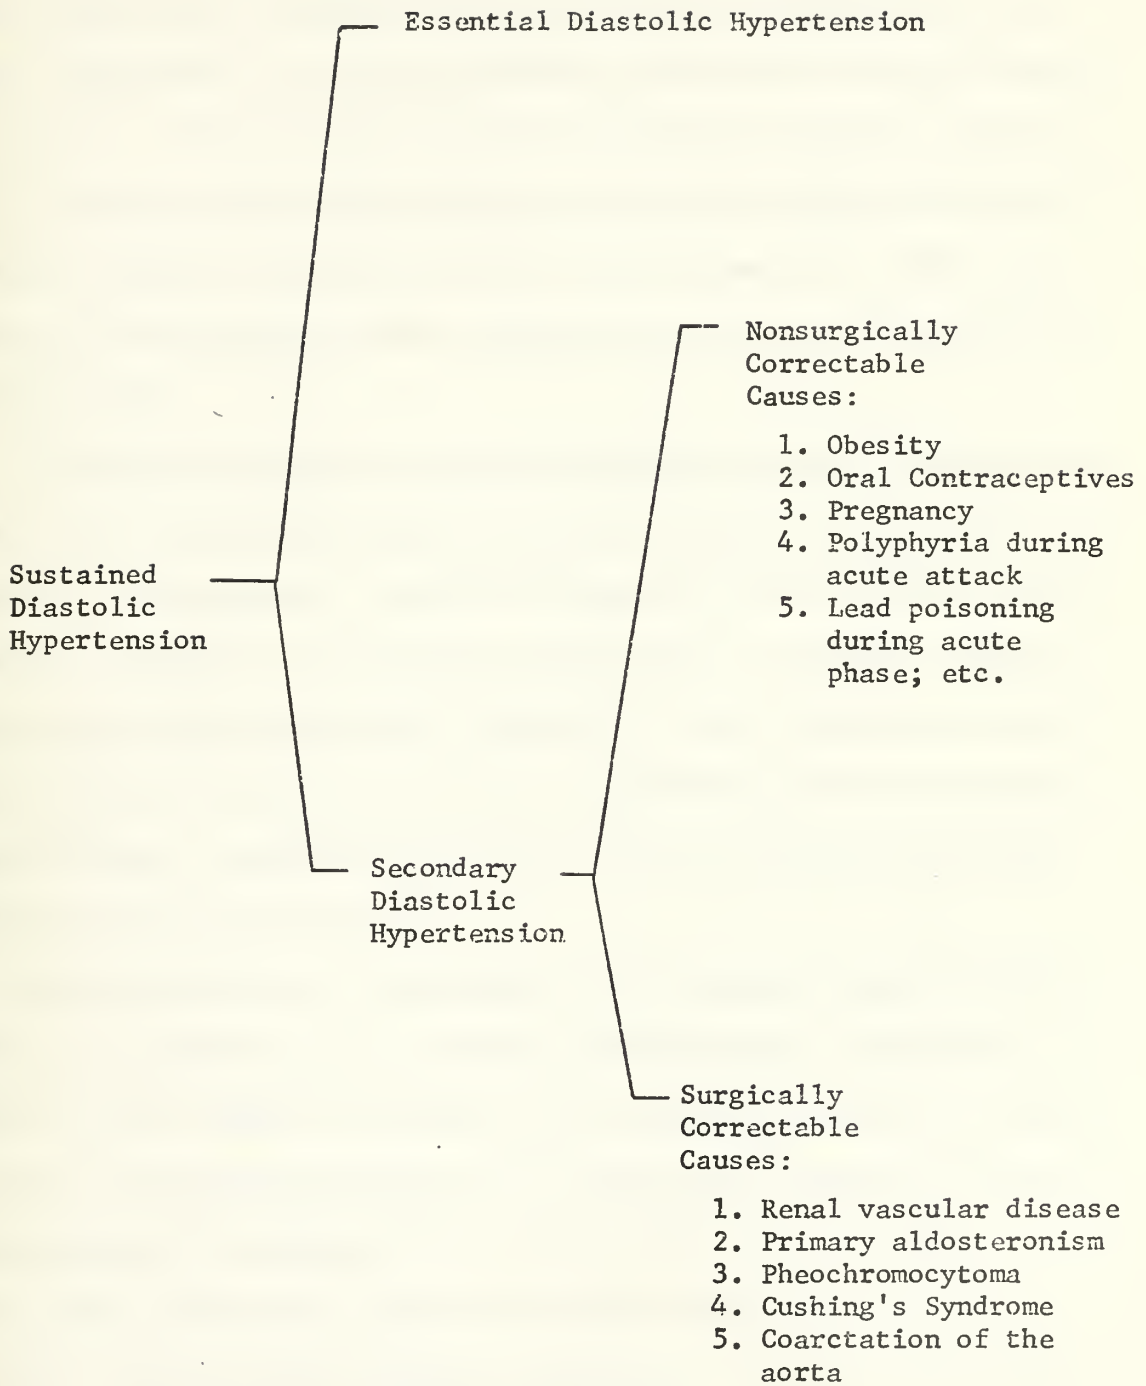 Essential Diastolic Hypertension
Sustained
Diastolic
Hypertension
Nonsurgically
Correctable
Causes:
1. Obesity
2. Oral Contraceptives
3. Pregnancy
4. Polyphyria during
acute attack
5. Lead poisoning
during acute
phase; etc.
Secondary
Diastolic
Hypertension
Surgically
Correctable
Causes:
1. Renal vascular disease
2. Primary aldosteronism
3. Pheochromocytoma
4. Cushing's Syndrome
5. Coarctation of the
aorta